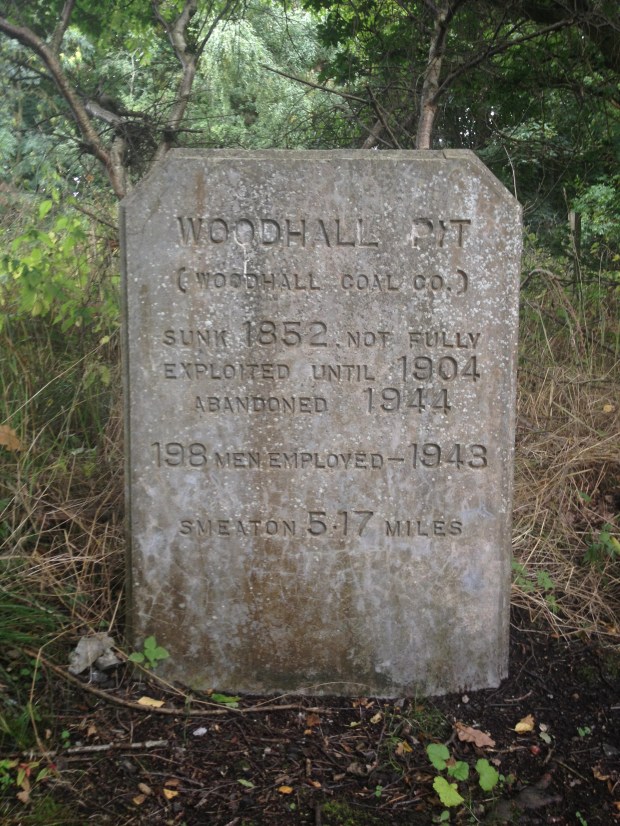 WOODHALL PIT
(WOODHALL COAL CO.)
SUNK 1852, NOT FULLY
EXPLOITED UNTIL 1904
ABANDONED 1944
198 MEN EMPLOYED - 1943
SMEATON 5·17 MILES